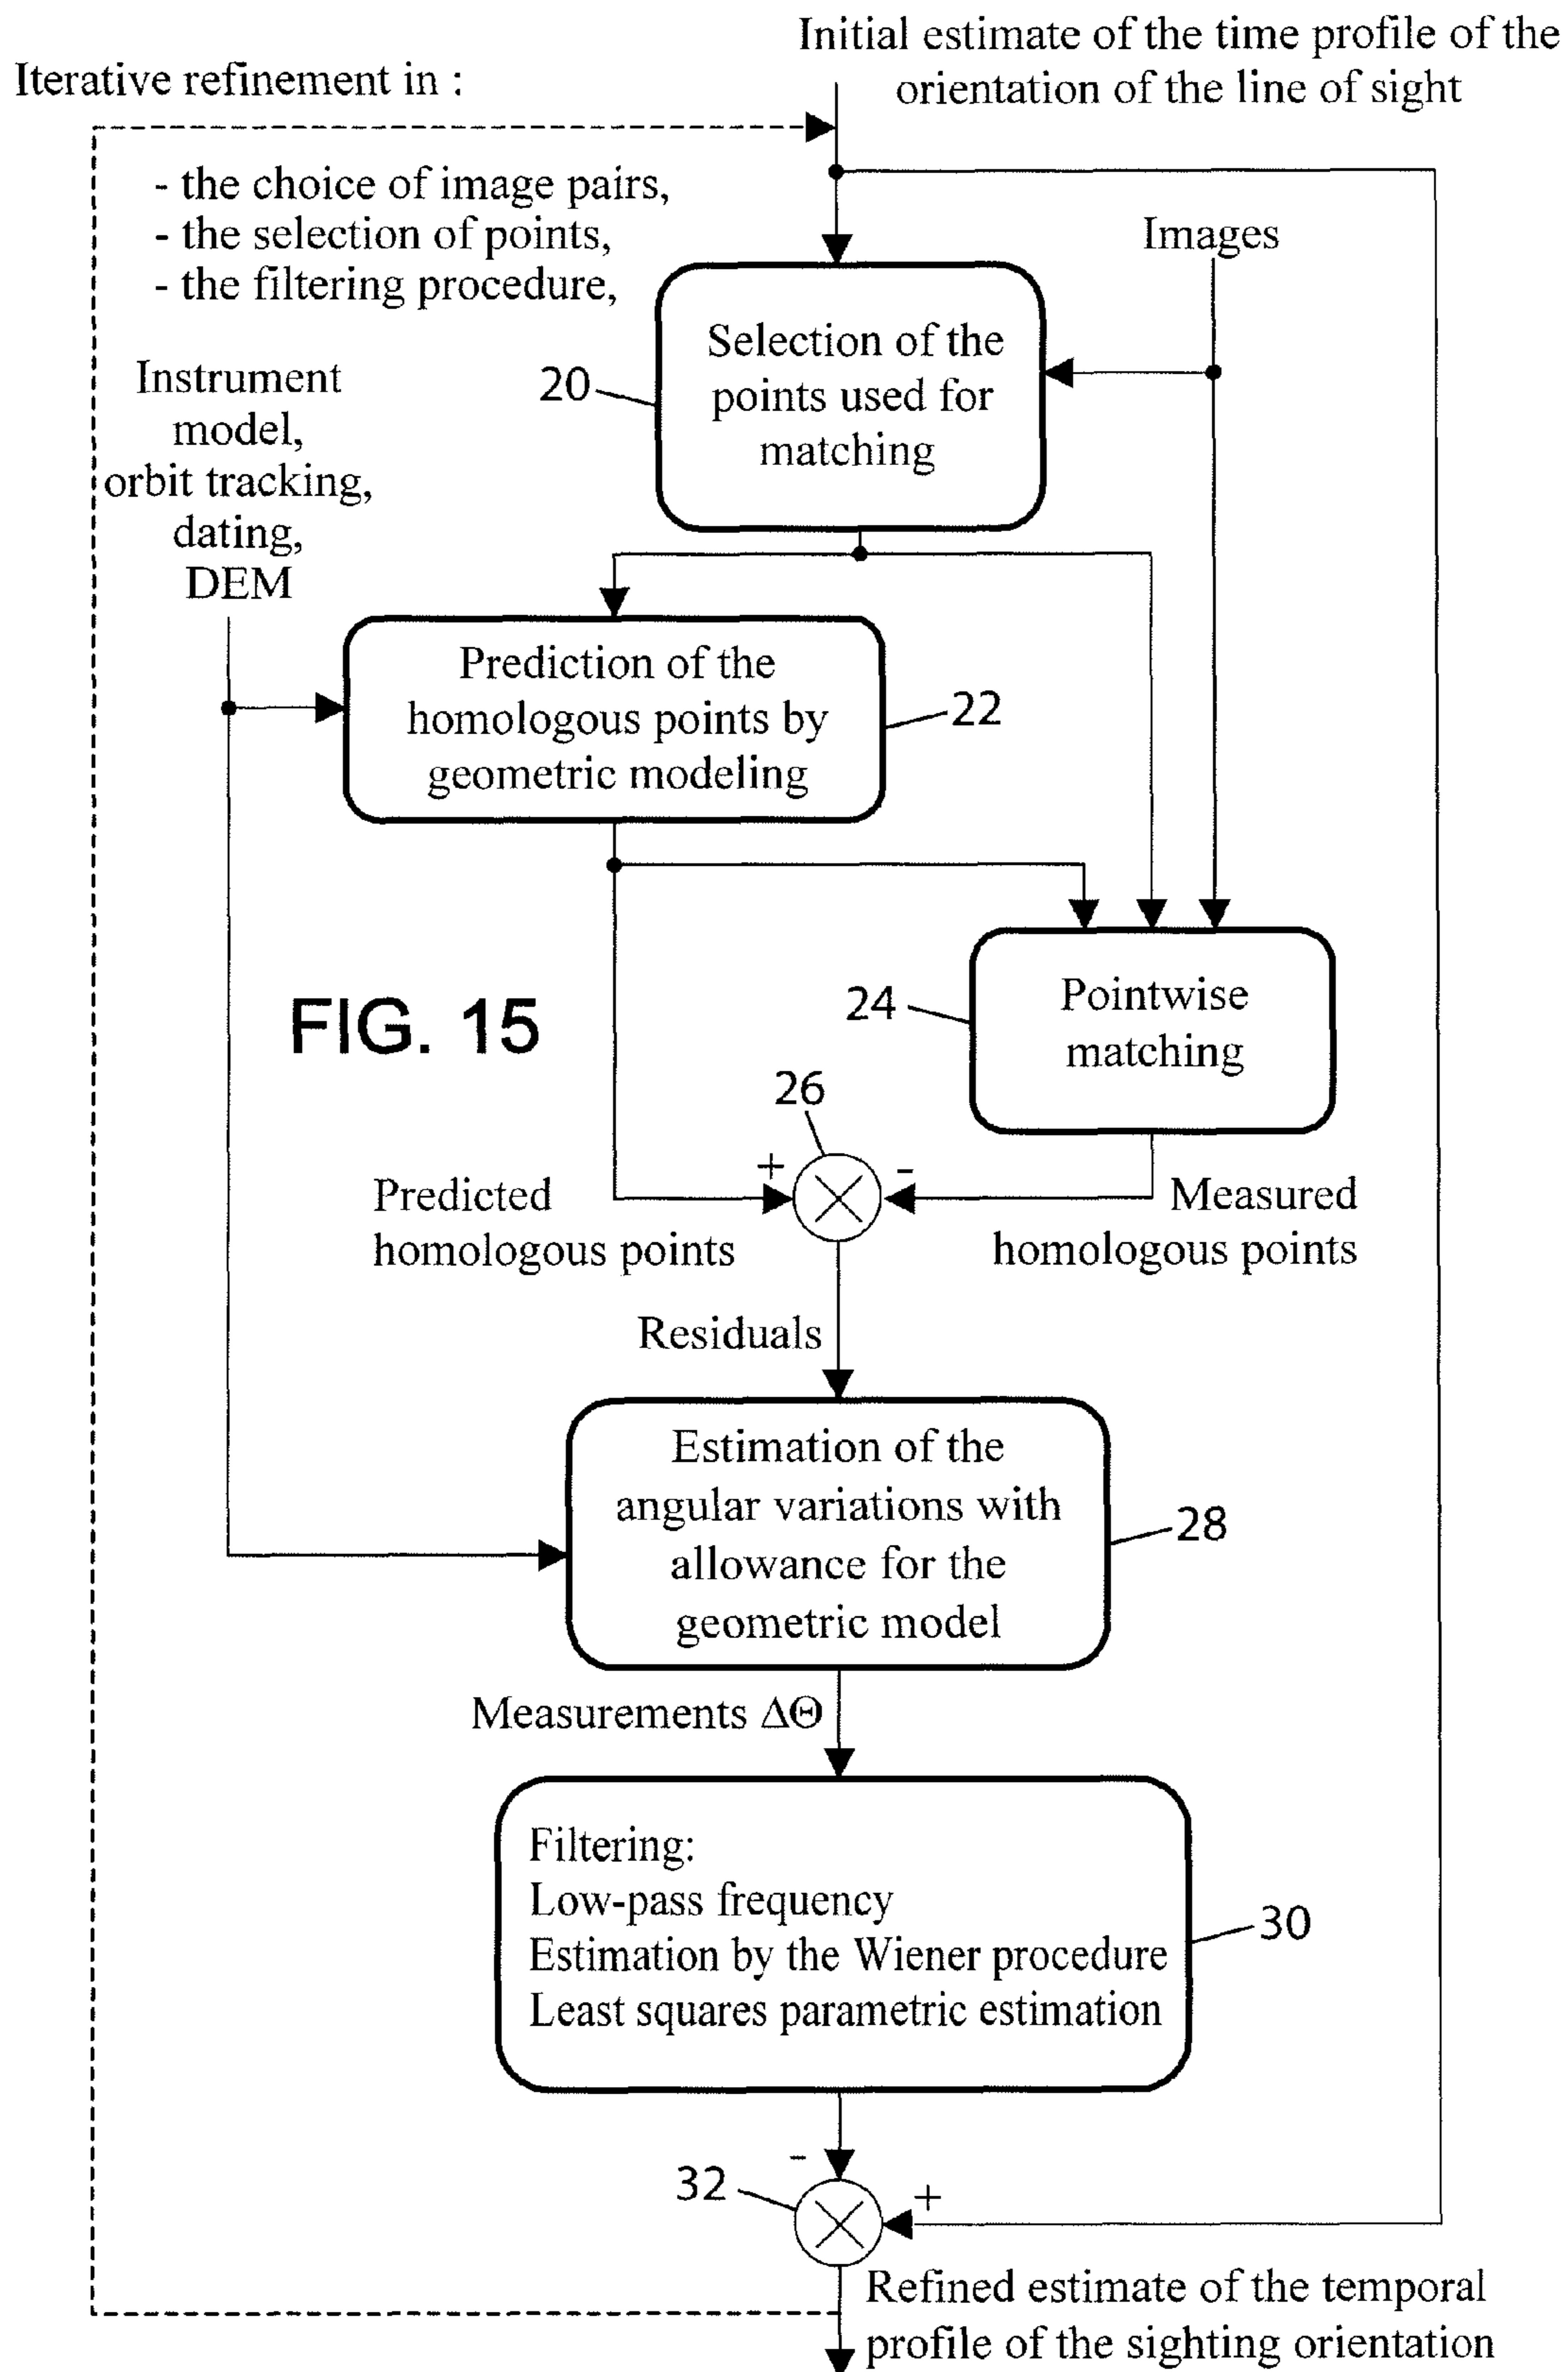 Initial estimate of the time profile of the
orientation of the line of sight
Iterative refinement in :
- the choice of image pairs,
- the selection of points,
- the filtering procedure,
Images
Instrument
model,
orbit tracking,
dating,
DEM
20
Selection of the
points used for
matching
Prediction of the
homologous points by
geometric modeling
22
FIG. 15
24
Pointwise
matching
26
+
-
Predicted
homologous points
Measured
homologous points
Residuals
Estimation of the
angular variations with
allowance for the
geometric model
28
Measurements ΔΘ
Filtering:
Low-pass frequency
Estimation by the Wiener procedure
Least squares parametric estimation
30
-
32
+
Refined estimate of the temporal
profile of the sighting orientation